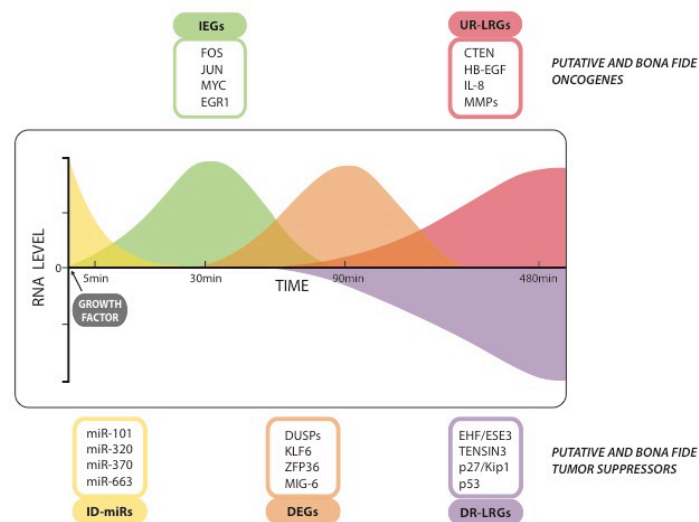 IEGs
FOS
JUN
MYC
EGR1
UR-LRGs
CTEN
HB-EGF
IL-8
MMPs
PUTATIVE AND BONA FIDE
ONCOGENES
RNA LEVEL
0
5min
30min
90min
480min
TIME
GROWTH
FACTOR
miR-101
miR-320
miR-370
miR-663
ID-miRs
DUSPs
KLF6
ZFP36
MIG-6
DEGs
EHF/ESE3
TENSIN3
p27/Kip1
p53
DR-LRGs
PUTATIVE AND BONA FIDE
TUMOR SUPPRESSORS